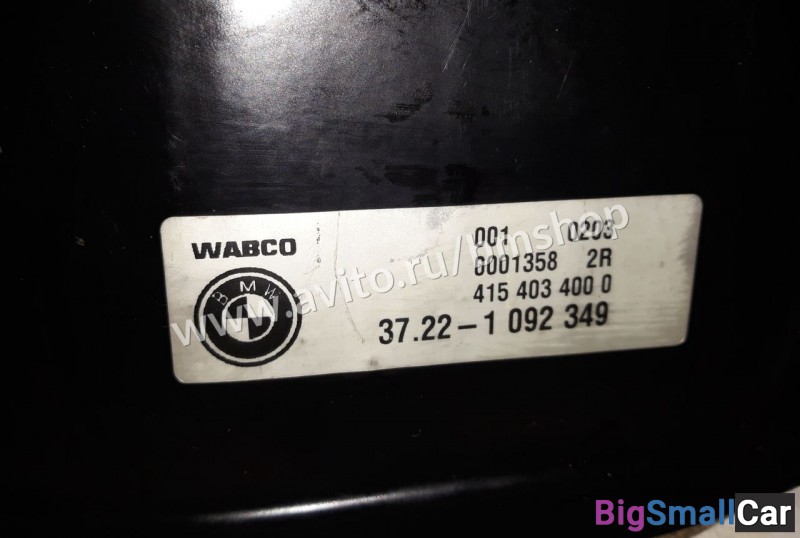 WABCO
001 0203
0001358 2R
415 403 400 0
BMW
37.22-1 092 349
www.avito.ru/bmshop
BigSmallCar